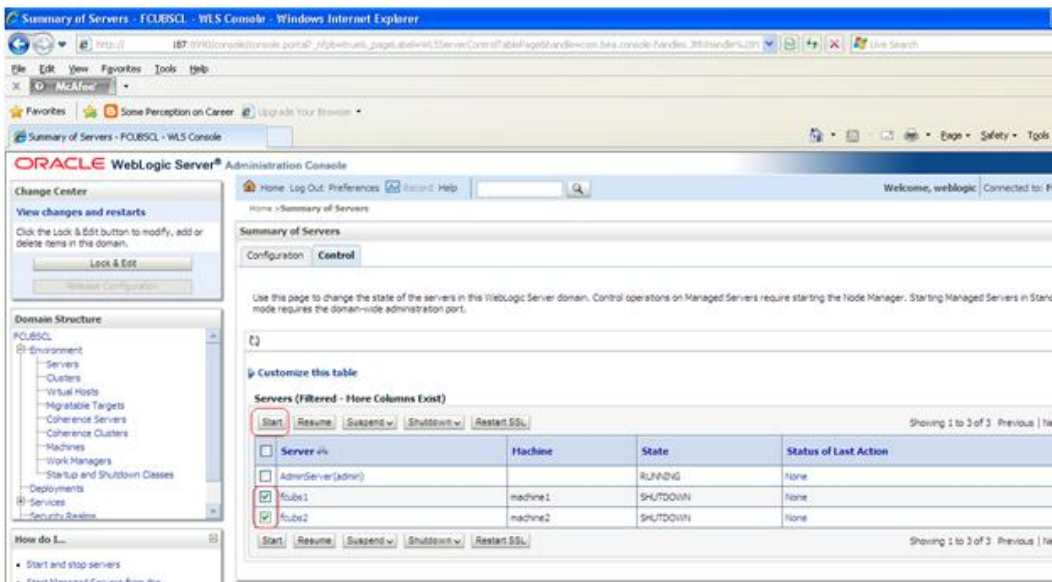 Summary of Servers - FCUBSCL - WLS Console - Windows Internet Explorer
http://
Live Search
File Edit View Favorites Tools Help
McAfee
Favorites Some Perception on Career Upgrade Your Browser
Summary of Servers - FCUBSCL - WLS Console
Page Safety Tools
ORACLE WebLogic Server® Administration Console
Change Center
View changes and restarts
Click the Lock & Edit button to modify, add or
delete items in this domain.
Lock & Edit
Release Configuration
Domain Structure
FCUBSCL
Environment
Servers
Clusters
Virtual Hosts
Migratable Targets
Coherence Servers
Coherence Clusters
Machines
Work Managers
Startup and Shutdown Classes
Deployments
Services
Security Realms
How do I...
Start and stop servers
Home Log Out Preferences Record Help
Welcome, weblogic Connected to: F
Home >Summary of Servers
Summary of Servers
Configuration Control
Use this page to change the state of the servers in this WebLogic Server domain. Control operations on Managed Servers require starting the Node Manager. Starting Managed Servers in Stand
mode requires the domain-wide administration port.
Customize this table
Servers (Filtered - More Columns Exist)
Start Resume Suspend Shutdown Restart SSL
Showing 1 to 3 of 3 Previous | Ne
Server Machine State Status of Last Action
AdminServer(admin) RUNNING None
fcubs1 machine1 SHUTDOWN None
fcubs2 machine2 SHUTDOWN None
Start Resume Suspend Shutdown Restart SSL
Showing 1 to 3 of 3 Previous | Ne